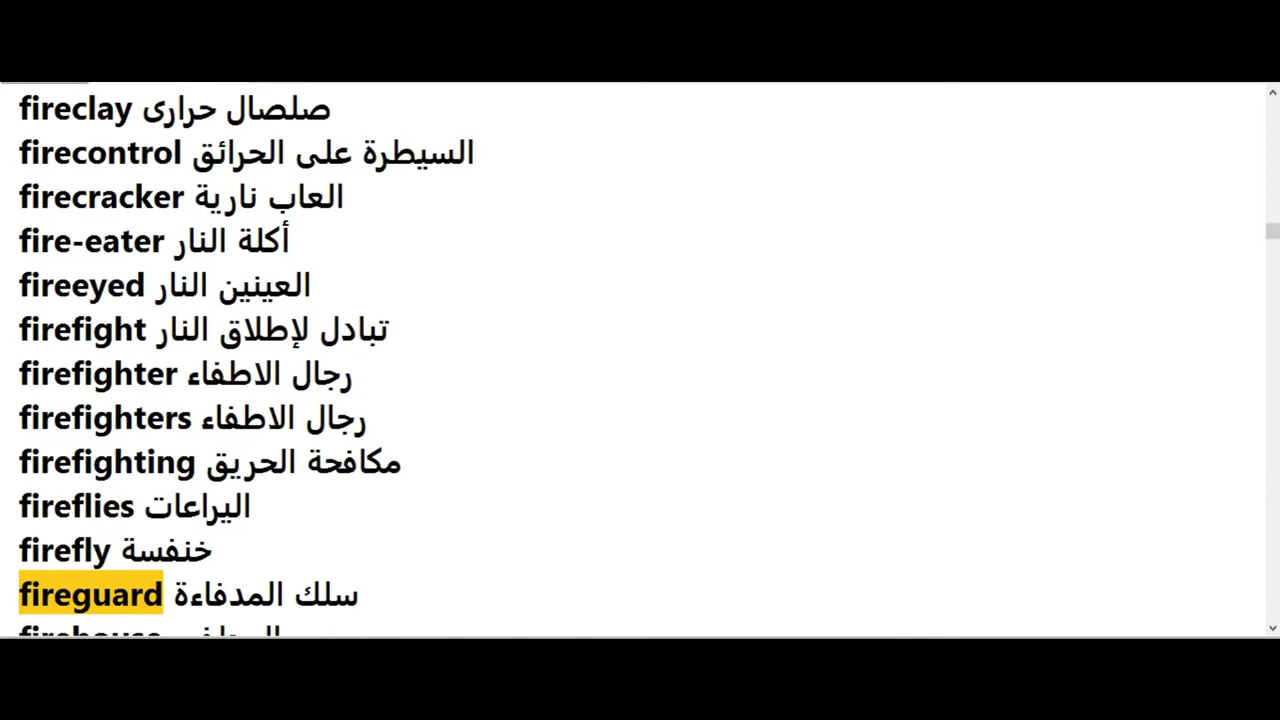 fireclay صلصال حرارى
firecontrol السيطرة على الحرائق
firecracker العاب نارية
fire-eater أكلة النار
fireeyed العينين النار
firefight تبادل لإطلاق النار
firefighter رجال الاطفاء
firefighters رجال الاطفاء
firefighting مكافحة الحريق
fireflies اليراعات
firefly خنفسة
fireguard سلك المدفاءة
firehouse